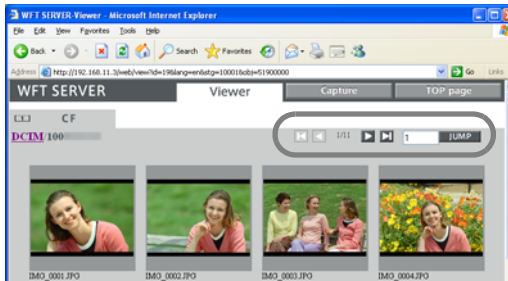 WFT SERVER-Viewer - Microsoft Internet Explorer
File Edit View Favorites Tools Help
Back Search Favorites
Address http://192.168.11.3/web/view?id=19&lang=en&stg=10001&obj=51900000 Go Links
WFT SERVER Viewer Capture TOP page
CF
DCIM/100
1/11 1 JUMP
IMG_0001.JPG IMG_0002.JPG IMG_0003.JPG IMG_0004.JPG